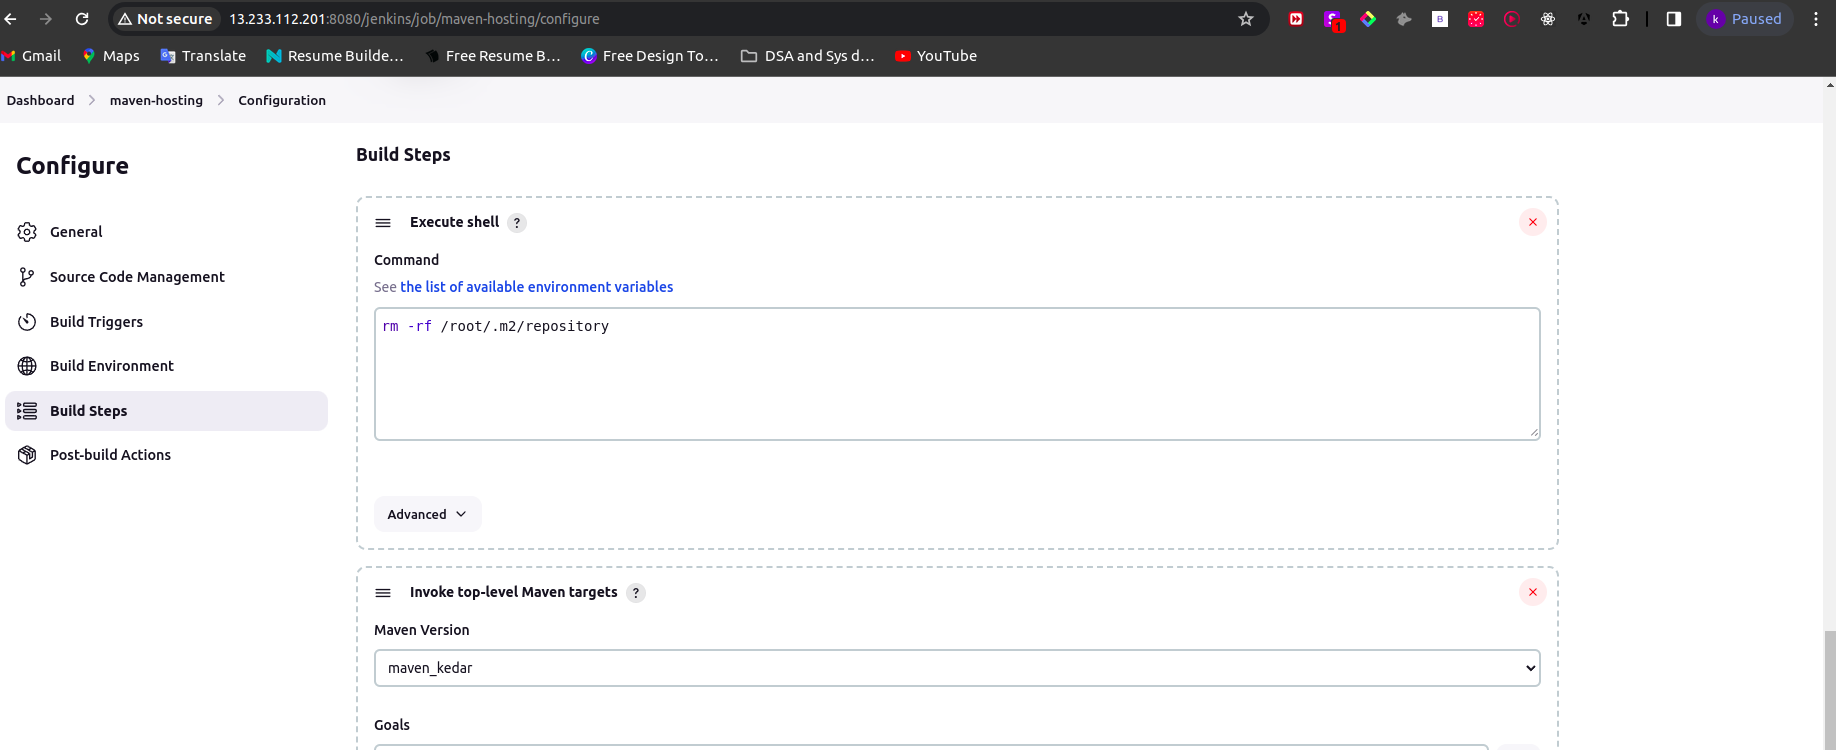 Not secure 13.233.112.201:8080/jenkins/job/maven-hosting/configure
1
k Paused
Gmail Maps Translate Resume Builde... Free Resume B... Free Design To... DSA and Sys d... YouTube
Dashboard maven-hosting Configuration
Configure
General
Source Code Management
Build Triggers
Build Environment
Build Steps
Post-build Actions
Build Steps
Execute shell ?
Command
See the list of available environment variables
rm -rf /root/.m2/repository
Advanced
Invoke top-level Maven targets ?
Maven Version
maven_kedar
Goals